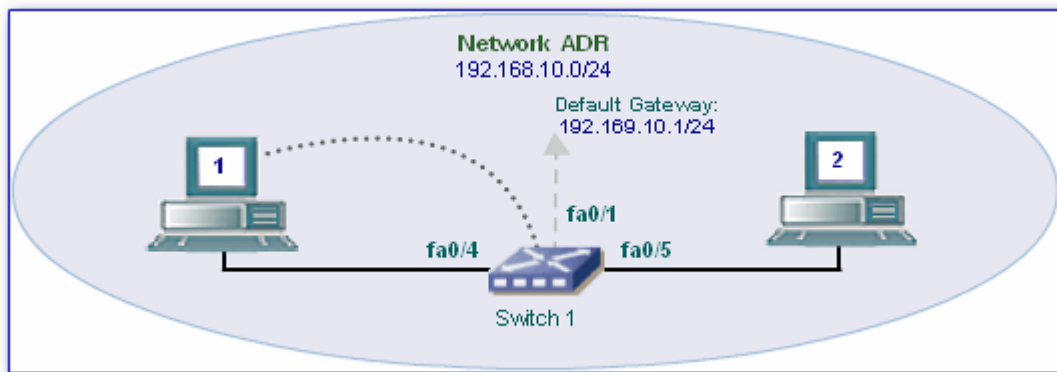 Network ADR
192.168.10.0/24
Default Gateway:
192.169.10.1/24
1
2
fa0/1
fa0/4
fa0/5
Switch 1